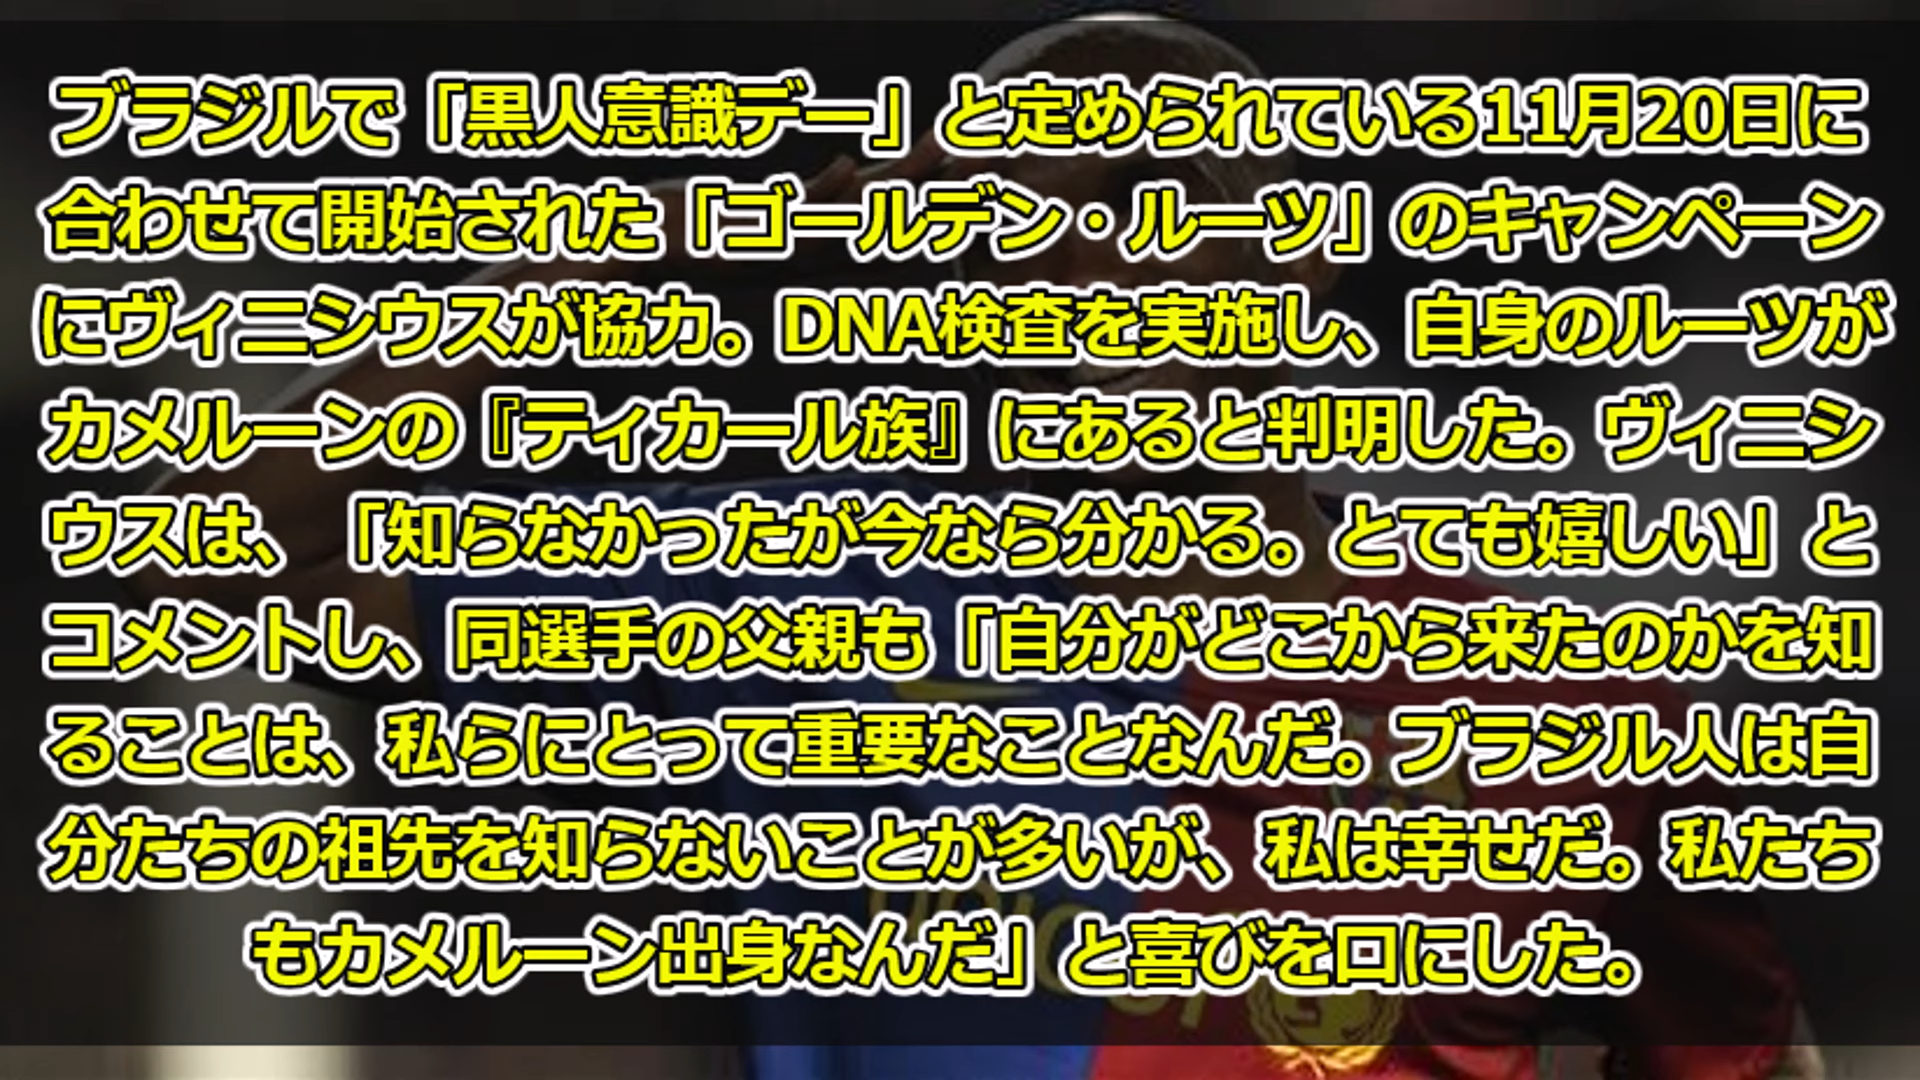 ブラジルで「黒人意識デー」と定められている11月20日に
合わせて開始された「ゴールデン・ルーツ」のキャンペーン
にヴィニシウスが協力。DNA検査を実施し、自身のルーツが
カメルーンの『ティカール族』にあると判明した。ヴィニシ
ウスは、「知らなかったが今なら分かる。とても嬉しい」と
コメントし、同選手の父親も「自分がどこから来たのかを知
ることは、私らにとって重要なことなんだ。ブラジル人は自
分たちの祖先を知らないことが多いが、私は幸せだ。私たち
もカメルーン出身なんだ」と喜びを口にした。
unicef